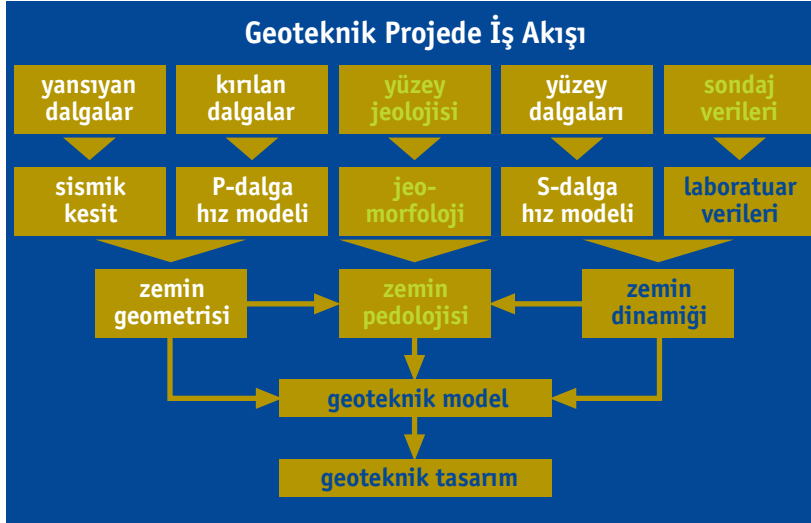 Geoteknik Projede İş Akışı
yansıyan
dalgalar
kırılan
dalgalar
yüzey
jeolojisi
yüzey
dalgaları
sondaj
verileri
sismik
kesit
P-dalga
hız modeli
jeo-
morfoloji
S-dalga
hız modeli
laboratuar
verileri
zemin
geometrisi
zemin
pedolojisi
zemin
dinamiği
geoteknik model
geoteknik tasarım